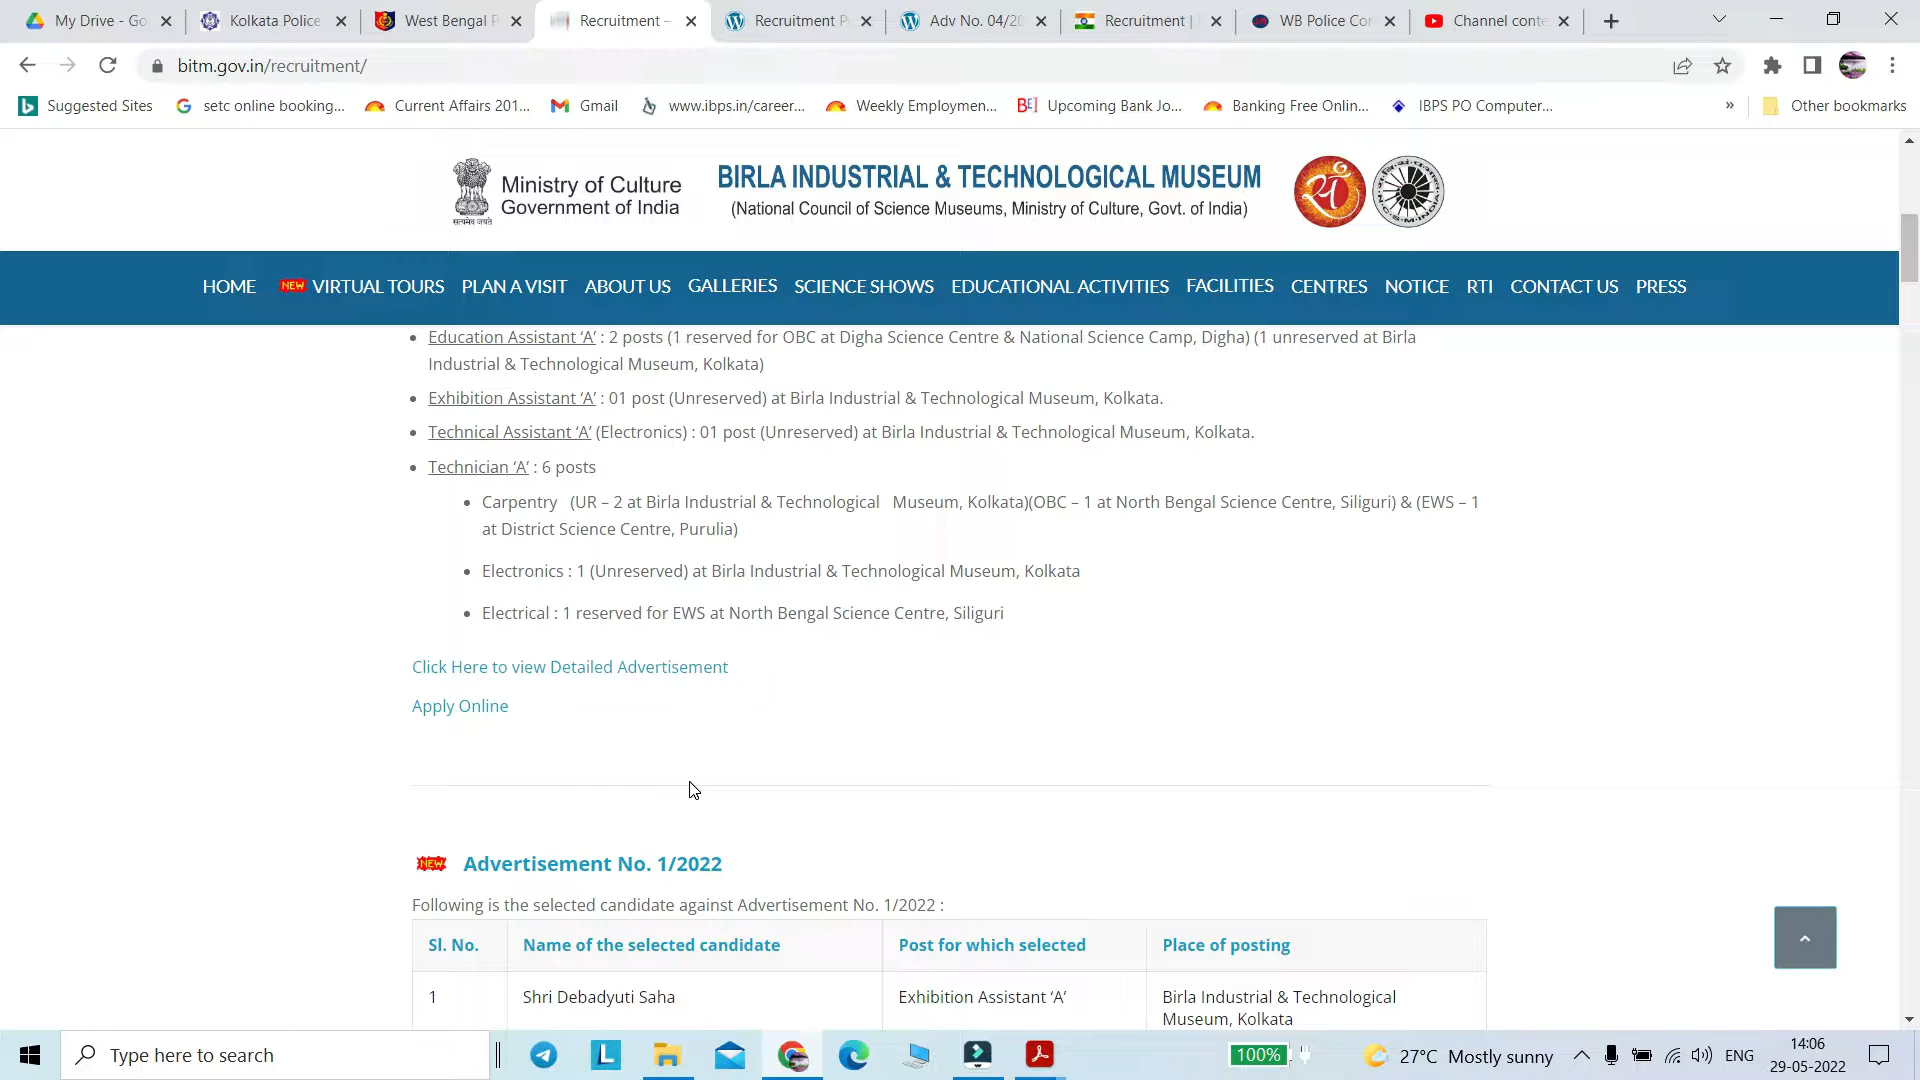 My Drive - Go
Kolkata Police
West Bengal P
Recruitment –
Recruitment P
Adv No. 04/20
Recruitment |
WB Police Con
Channel conte
bitm.gov.in/recruitment/
Suggested Sites
setc online booking...
Current Affairs 201...
Gmail
www.ibps.in/career...
Weekly Employmen...
Upcoming Bank Jo...
Banking Free Onlin...
IBPS PO Computer...
»
Other bookmarks
Ministry of Culture
Government of India
BIRLA INDUSTRIAL & TECHNOLOGICAL MUSEUM
(National Council of Science Museums, Ministry of Culture, Govt. of India)
HOME
NEW VIRTUAL TOURS
PLAN A VISIT
ABOUT US
GALLERIES
SCIENCE SHOWS
EDUCATIONAL ACTIVITIES
FACILITIES
CENTRES
NOTICE
RTI
CONTACT US
PRESS
Education Assistant ‘A’ : 2 posts (1 reserved for OBC at Digha Science Centre & National Science Camp, Digha) (1 unreserved at Birla
Industrial & Technological Museum, Kolkata)
Exhibition Assistant ‘A’ : 01 post (Unreserved) at Birla Industrial & Technological Museum, Kolkata.
Technical Assistant ‘A’ (Electronics) : 01 post (Unreserved) at Birla Industrial & Technological Museum, Kolkata.
Technician ‘A’ : 6 posts
Carpentry (UR – 2 at Birla Industrial & Technological Museum, Kolkata)(OBC – 1 at North Bengal Science Centre, Siliguri) & (EWS – 1
at District Science Centre, Purulia)
Electronics : 1 (Unreserved) at Birla Industrial & Technological Museum, Kolkata
Electrical : 1 reserved for EWS at North Bengal Science Centre, Siliguri
Click Here to view Detailed Advertisement
Apply Online
NEW Advertisement No. 1/2022
Following is the selected candidate against Advertisement No. 1/2022 :
Sl. No.
Name of the selected candidate
Post for which selected
Place of posting
1
Shri Debadyuti Saha
Exhibition Assistant ‘A’
Birla Industrial & Technological
Museum, Kolkata
Type here to search
100%
27°C Mostly sunny
ENG
14:06
29-05-2022